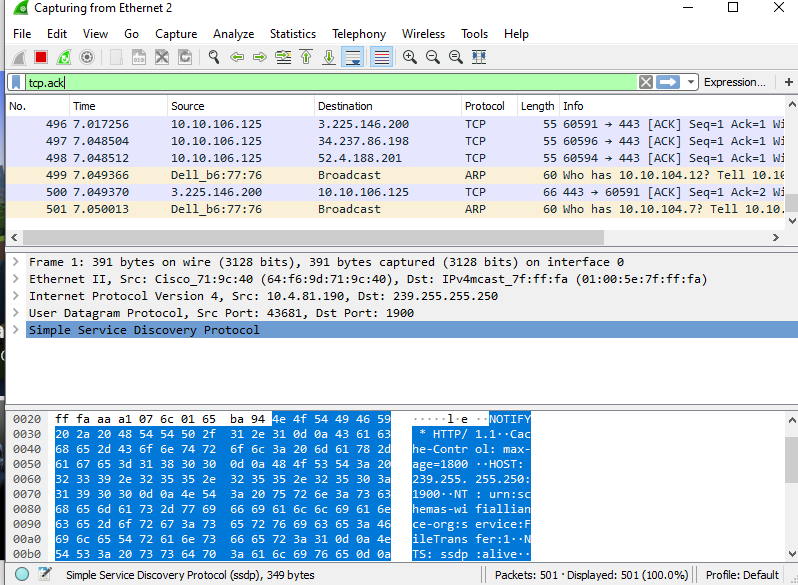 Capturing from Ethernet 2
File Edit View Go Capture Analyze Statistics Telephony Wireless Tools Help
tcp.ack Expression... +
No. Time Source Destination Protocol Length Info
496 7.017256 10.10.106.125 3.225.146.200 TCP 55 60591 → 443 [ACK] Seq=1 Ack=1 Wi
497 7.048504 10.10.106.125 34.237.86.198 TCP 55 60596 → 443 [ACK] Seq=1 Ack=1 Wi
498 7.048512 10.10.106.125 52.4.188.201 TCP 55 60594 → 443 [ACK] Seq=1 Ack=1 Wi
499 7.049366 Dell_b6:77:76 Broadcast ARP 60 Who has 10.10.104.12? Tell 10.10
500 7.049370 3.225.146.200 10.10.106.125 TCP 66 443 → 60591 [ACK] Seq=1 Ack=2 Wi
501 7.050013 Dell_b6:77:76 Broadcast ARP 60 Who has 10.10.104.7? Tell 10.10.
Frame 1: 391 bytes on wire (3128 bits), 391 bytes captured (3128 bits) on interface 0
Ethernet II, Src: Cisco_71:9c:40 (64:f6:9d:71:9c:40), Dst: IPv4mcast_7f:ff:fa (01:00:5e:7f:ff:fa)
Internet Protocol Version 4, Src: 10.4.81.190, Dst: 239.255.255.250
User Datagram Protocol, Src Port: 43681, Dst Port: 1900
Simple Service Discovery Protocol
0020 ff fa aa a1 07 6c 01 65 ba 94 4e 4f 54 49 46 59 ·····l·e ··NOTIFY
0030 20 2a 20 48 54 54 50 2f 31 2e 31 0d 0a 43 61 63 * HTTP/ 1.1··Cac
0040 68 65 2d 43 6f 6e 74 72 6f 6c 3a 20 6d 61 78 2d he-Contr ol: max-
0050 61 67 65 3d 31 38 30 30 0d 0a 48 4f 53 54 3a 20 age=1800 ··HOST:
0060 32 33 39 2e 32 35 35 2e 32 35 35 2e 32 35 30 3a 239.255. 255.250:
0070 31 39 30 30 0d 0a 4e 54 3a 20 75 72 6e 3a 73 63 1900··NT : urn:sc
0080 68 65 6d 61 73 2d 77 69 66 69 61 6c 6c 69 61 6e hemas-wi fiallian
0090 63 65 2d 6f 72 67 3a 73 65 72 76 69 63 65 3a 46 ce-org:s ervice:F
00a0 69 6c 65 54 72 61 6e 73 66 65 72 3a 31 0d 0a 4e ileTrans fer:1··N
00b0 54 53 3a 20 73 73 64 70 3a 61 6c 69 76 65 0d 0a TS: ssdp :alive··
Simple Service Discovery Protocol (ssdp), 349 bytes Packets: 501 · Displayed: 501 (100.0%) Profile: Default